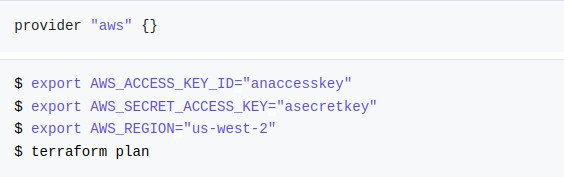 provider "aws" {}
$ export AWS_ACCESS_KEY_ID="anaccesskey"
$ export AWS_SECRET_ACCESS_KEY="asecretkey"
$ export AWS_REGION="us-west-2"
$ terraform plan